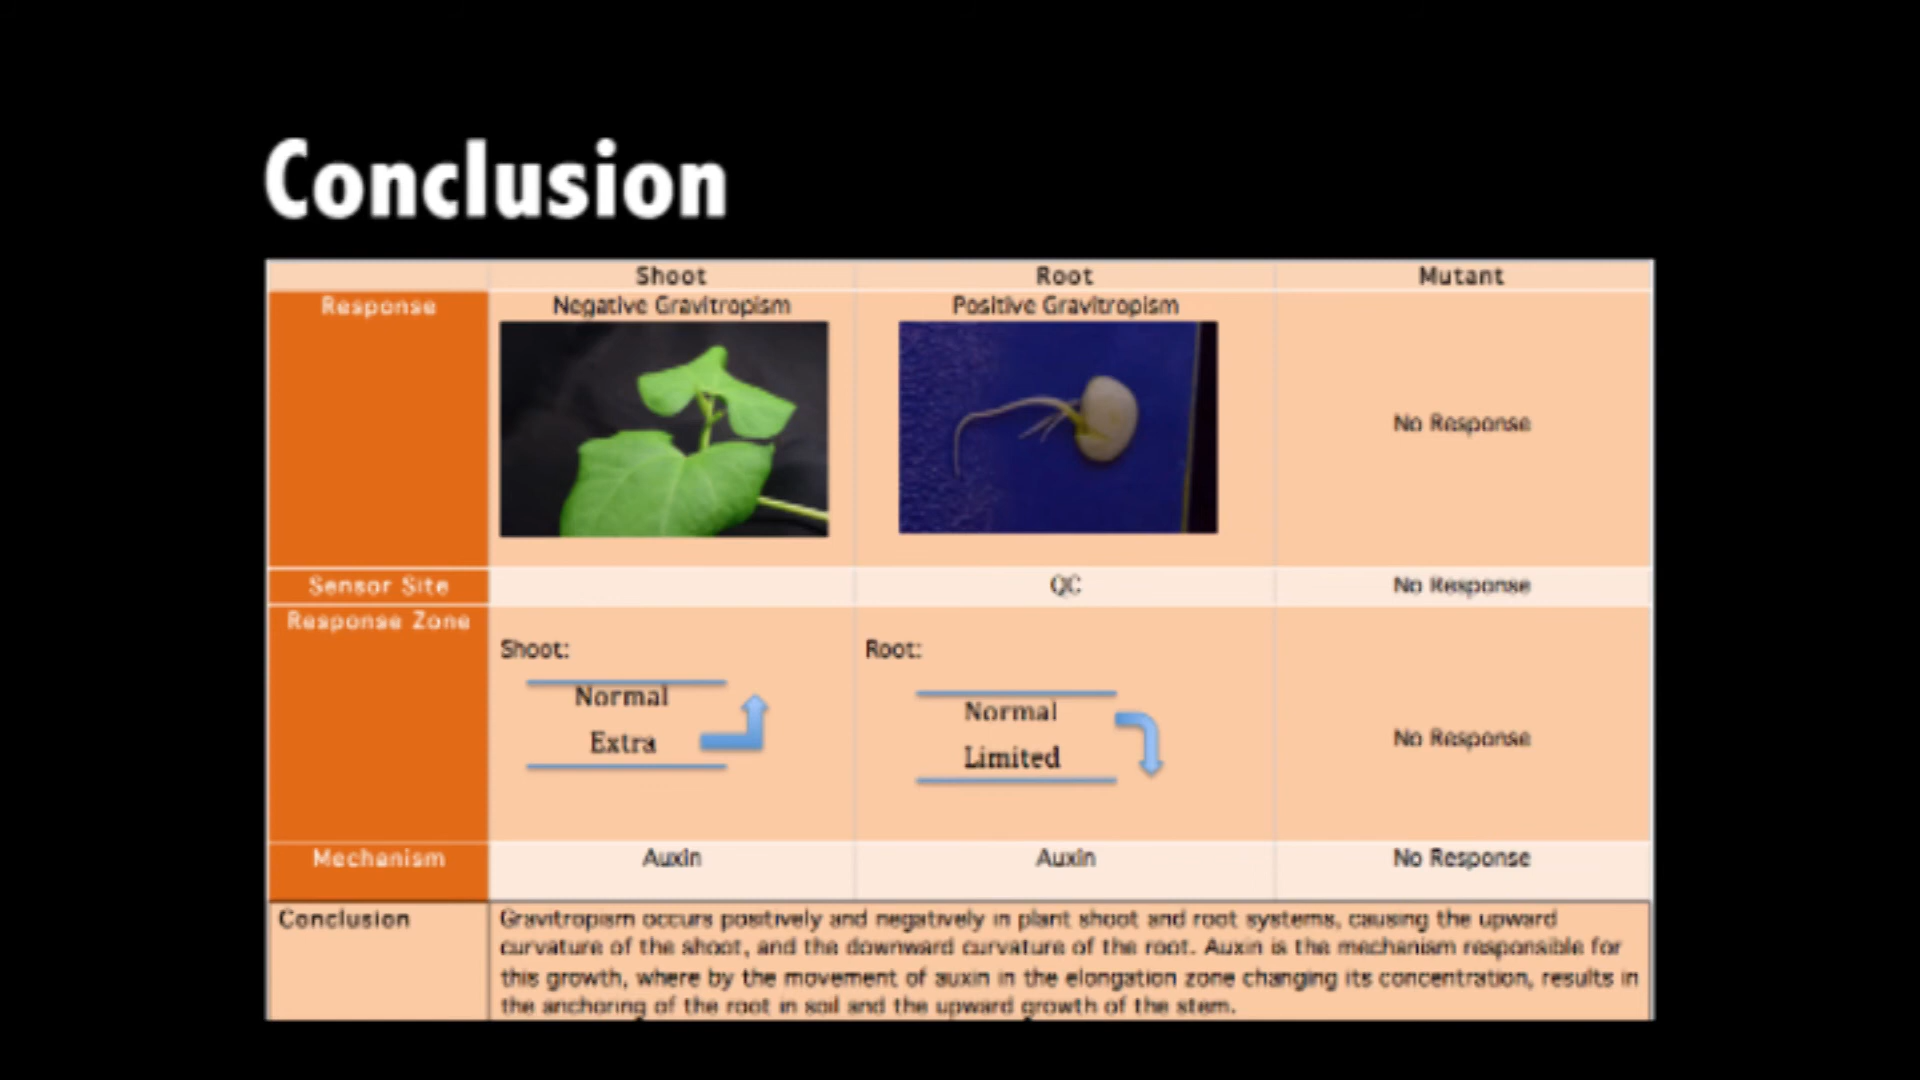 Conclusion
Shoot Root Mutant
Response Negative Gravitropism Positive Gravitropism
No Response
Sensor Site QC No Response
Response Zone
Shoot: Root:
Normal Normal
Extra Limited
No Response
Mechanism Auxin Auxin No Response
Conclusion Gravitropism occurs positively and negatively in plant shoot and root systems, causing the upward
curvature of the shoot, and the downward curvature of the root. Auxin is the mechanism responsible for
this growth, where by the movement of auxin in the elongation zone changing its concentration, results in
the anchoring of the root in soil and the upward growth of the stem.